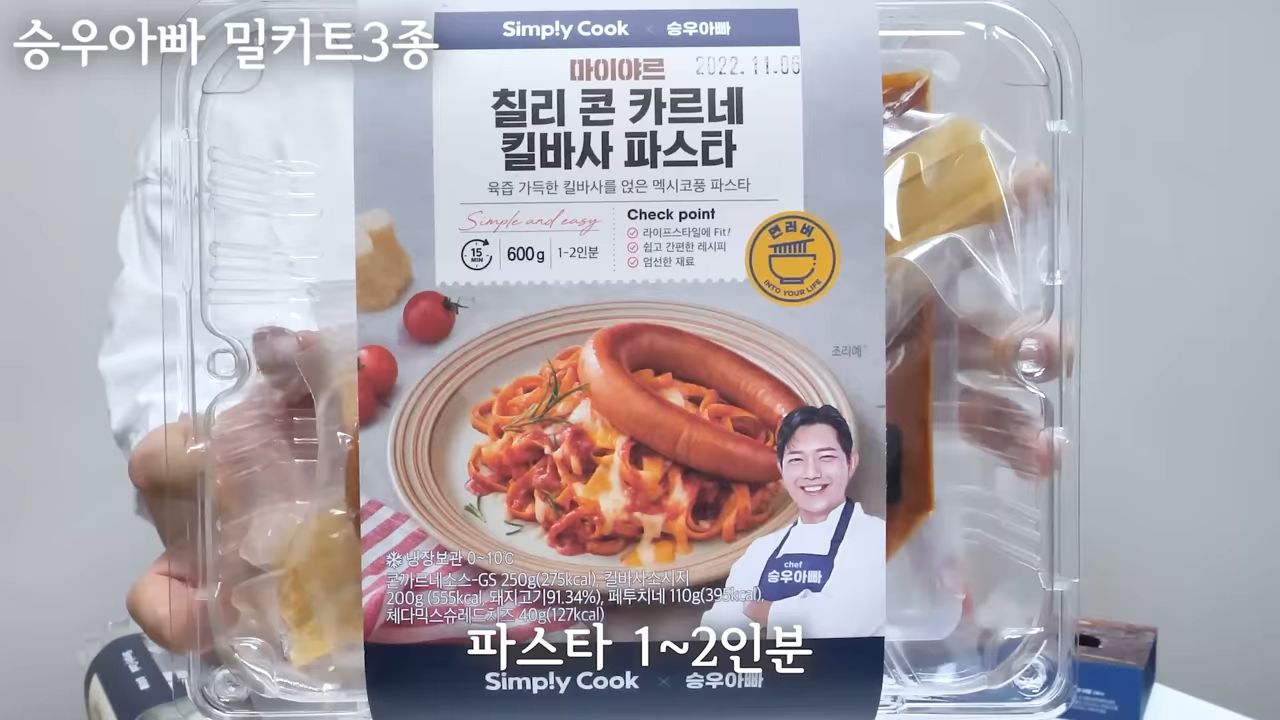 승우아빠 밀키트3종
Simply Cook × 승우아빠
마이야르
2022.11.06
칠리 콘 카르네
킬바사 파스타
육즙 가득한 킬바사를 얹은 멕시코풍 파스타
Simple and easy
15 MIN
600g
1-2인분
Check point
라이프스타일에 Fit!
쉽고 간편한 레시피
엄선한 재료
면러버
INTO YOUR LIFE
조리예
chef
승우아빠
냉장보관 0~10℃
콘까르네소스-GS 250g(275kcal), 킬바사소시지
200g (555kcal, 돼지고기91.34%), 페투치네 110g(395kcal),
체다믹스슈레드치즈 40g(127kcal)
파스타 1~2인분
Simply Cook × 승우아빠